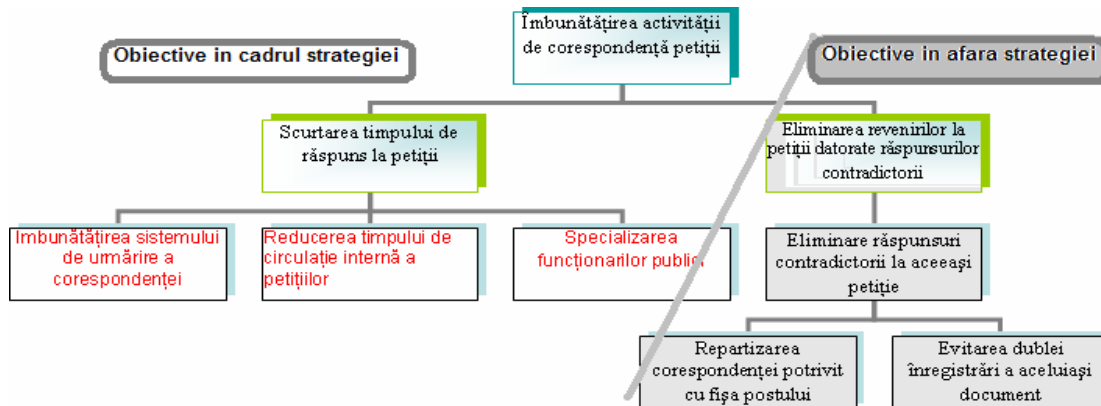 Îmbunătăţirea activităţii
de corespondenţă petiţii
Obiective in cadrul strategiei
Obiective in afara strategiei
Scurtarea timpului de
răspuns la petiţii
Eliminarea revenirilor la
petiţii datorate răspunsurilor
contradictorii
Imbunătăţirea sistemului
de urmărire a
corespondenţei
Reducerea timpului de
circulaţie internă a
petiţiilor
Specializarea
funcţionarilor publici
Eliminare răspunsuri
contradictorii la aceeaşi
petiţie
Repartizarea
corespondenţei potrivit
cu fişa postului
Evitarea dublei
înregistrări a aceluiaşi
document